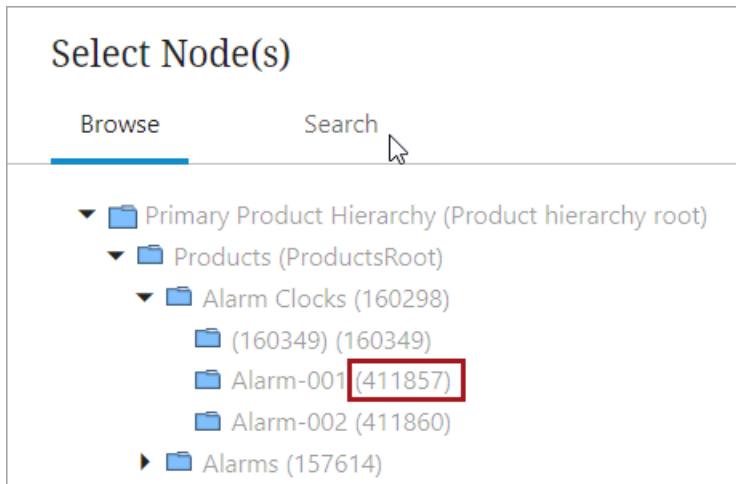 Select Node(s)
Browse Search
Primary Product Hierarchy (Product hierarchy root)
Products (ProductsRoot)
Alarm Clocks (160298)
(160349) (160349)
Alarm-001 (411857)
Alarm-002 (411860)
Alarms (157614)